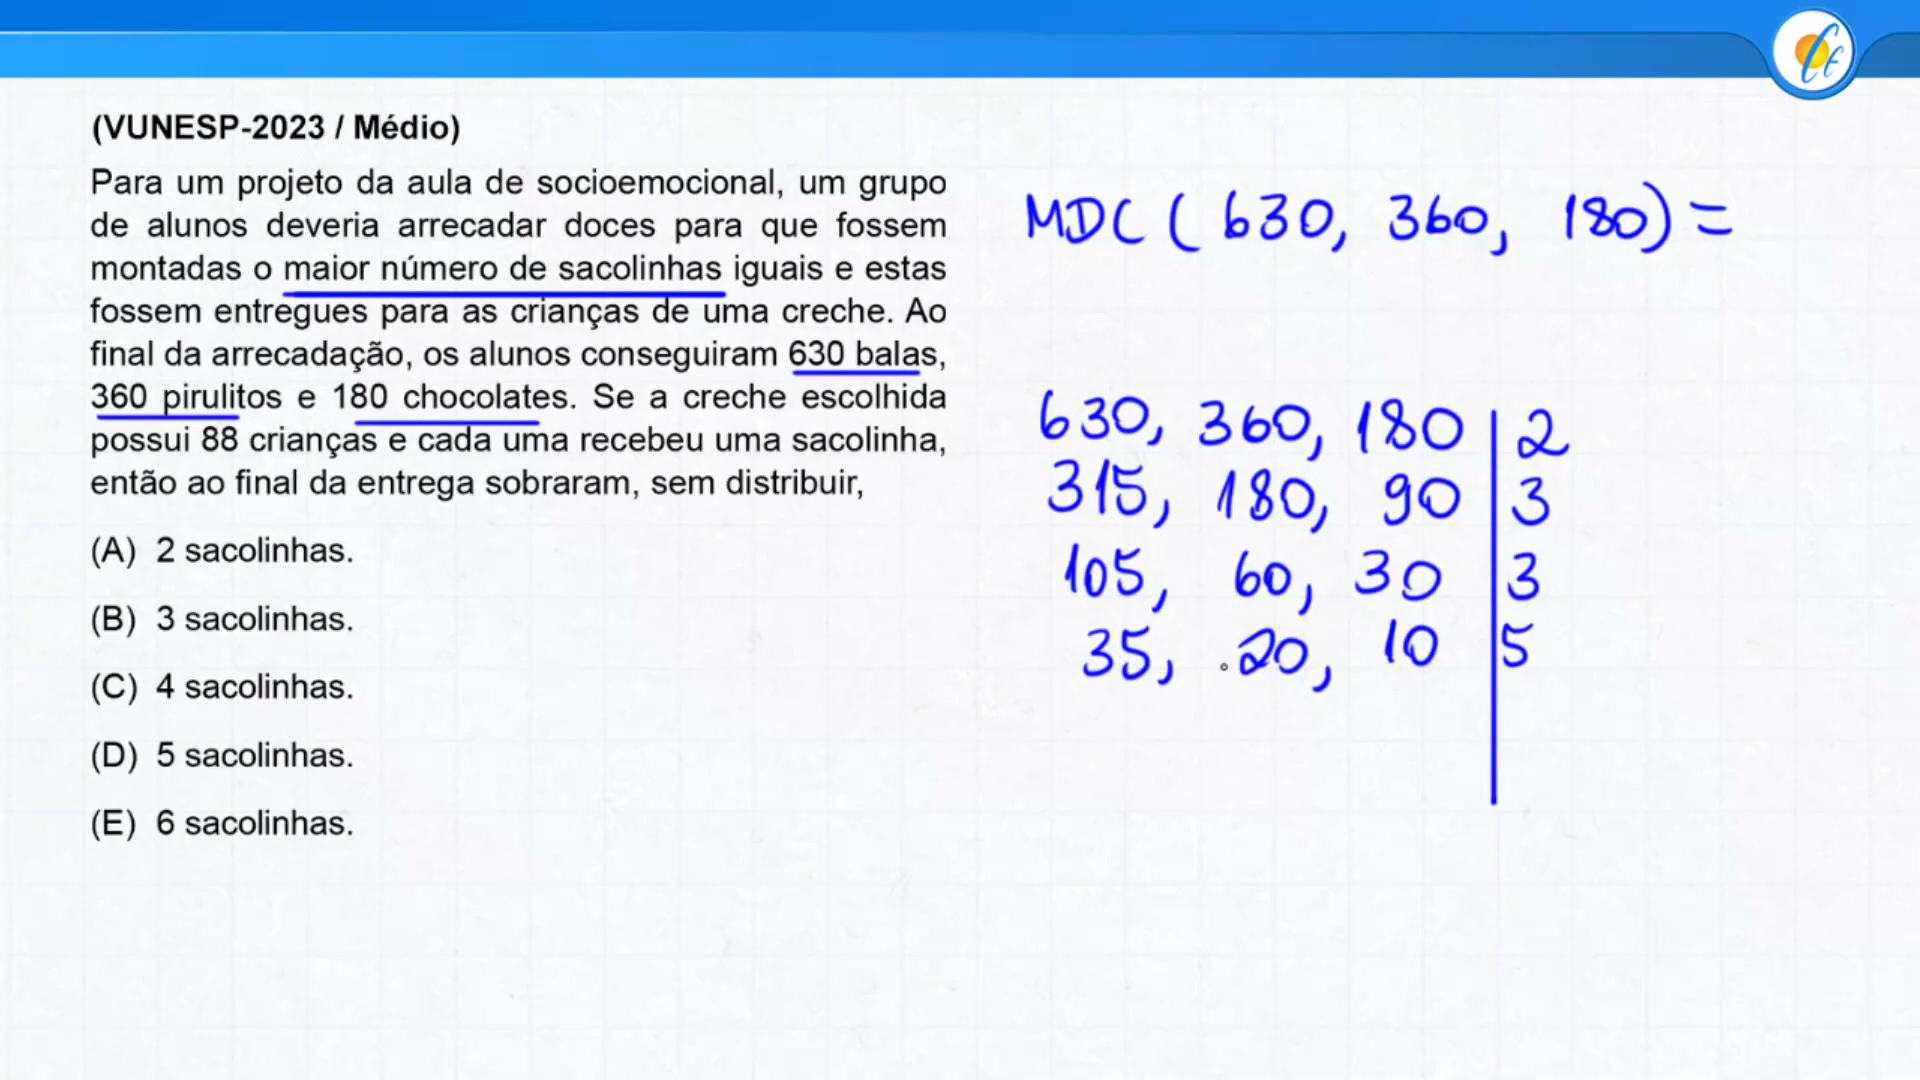 (VUNESP-2023 / Médio)
Para um projeto da aula de socioemocional, um grupo
de alunos deveria arrecadar doces para que fossem
montadas o maior número de sacolinhas iguais e estas
fossem entregues para as crianças de uma creche. Ao
final da arrecadação, os alunos conseguiram 630 balas,
360 pirulitos e 180 chocolates. Se a creche escolhida
possui 88 crianças e cada uma recebeu uma sacolinha,
então ao final da entrega sobraram, sem distribuir,
(A) 2 sacolinhas.
(B) 3 sacolinhas.
(C) 4 sacolinhas.
(D) 5 sacolinhas.
(E) 6 sacolinhas.
MDC ( 630, 360, 180) =
630, 360, 180 | 2
315, 180, 90 | 3
105, 60, 30 | 3
35, 20, 10 | 5